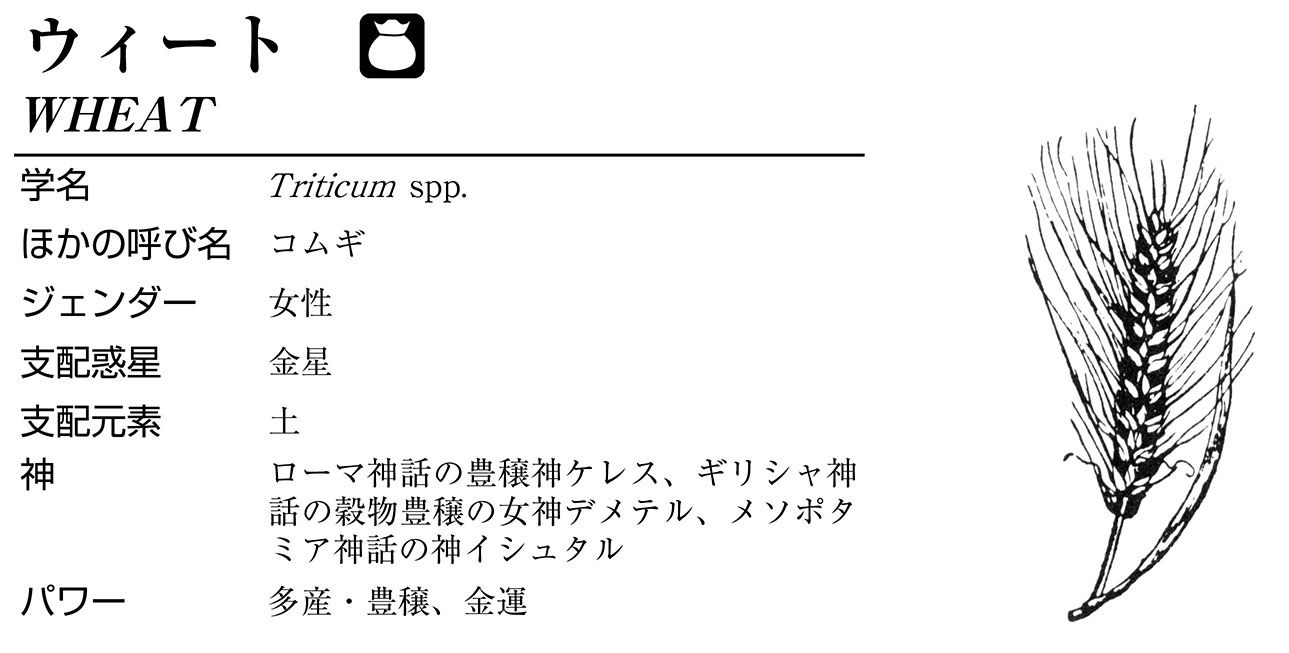 ウィート
WHEAT
学名 Triticum spp.
ほかの呼び名 コムギ
ジェンダー 女性
支配惑星 金星
支配元素 土
神 ローマ神話の豊穣神ケレス、ギリシャ神
話の穀物豊穣の女神デメテル、メソポタ
ミア神話の神イシュタル
パワー 多産・豊穣、金運